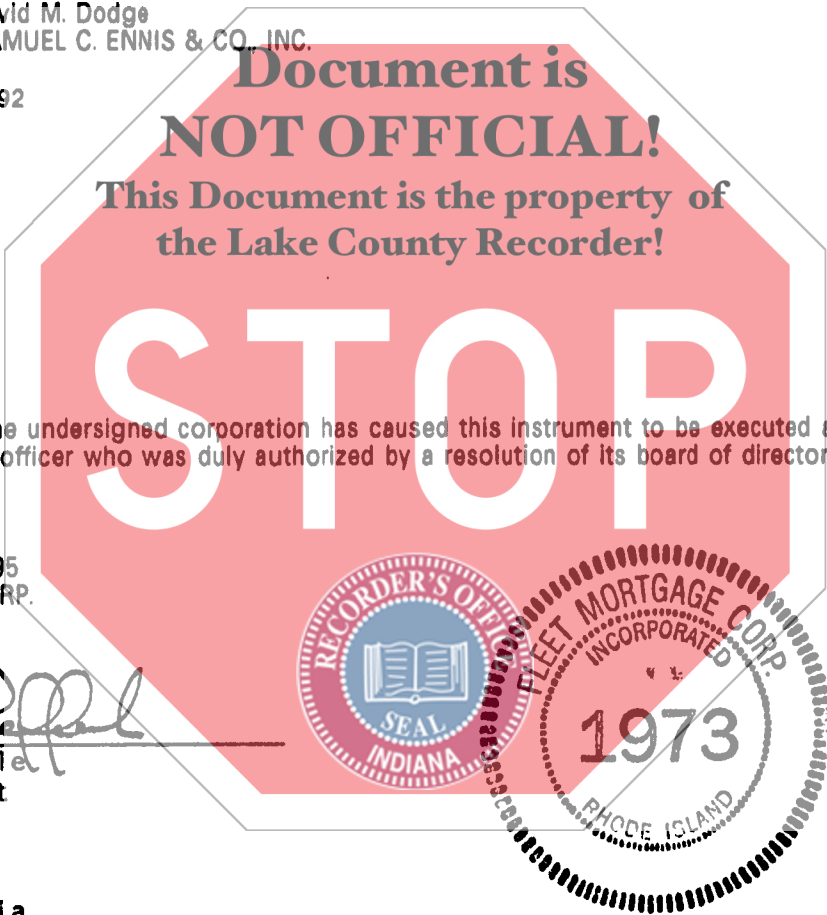 vid M. Dodge
MUEL C. ENNIS & CO., INC.
92
Document is
NOT OFFICIAL!
This Document is the property of
the Lake County Recorder!
STOP
e undersigned corporation has caused this instrument to be executed a
officer who was duly authorized by a resolution of its board of director
95
RP.
RECORDER'S OFFICE
SEAL
INDIANA
FLEET MORTGAGE CORP.
INCORPORATED
1973
RHODE ISLAND
t